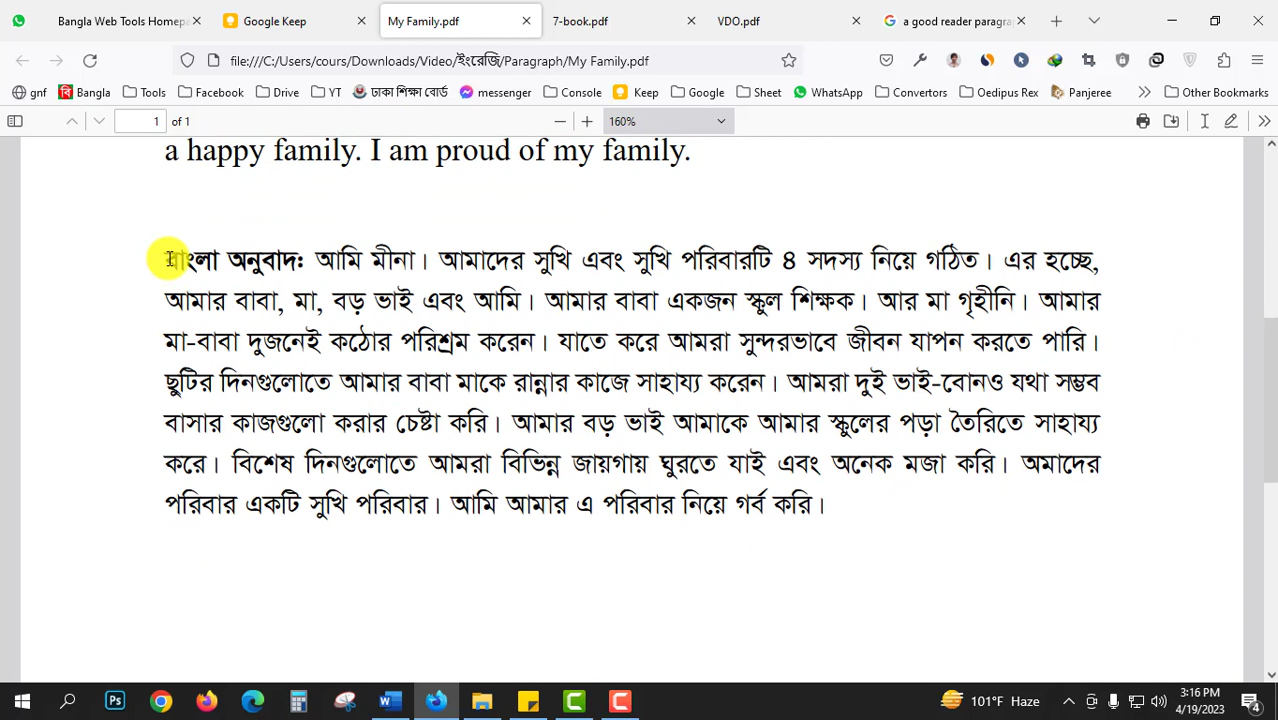 Bangla Web Tools Homepa
Google Keep
My Family.pdf
7-book.pdf
VDO.pdf
a good reader paragra
file:///C:/Users/cours/Downloads/Video/ইংরেজি/Paragraph/My Family.pdf
gnf বি Bangla Tools Facebook Drive YT ঢাকা শিক্ষা বোর্ড messenger Console Keep Google Sheet WhatsApp Convertors Oedipus Rex Panjeree Other Bookmarks
1 of 1 160%
a happy family. I am proud of my family.
বাংলা অনুবাদ: আমি মীনা। আমাদের সুখি এবং সুখি পরিবারটি ৪ সদস্য নিয়ে গঠিত। এর হচ্ছে,
আমার বাবা, মা, বড় ভাই এবং আমি। আমার বাবা একজন স্কুল শিক্ষক। আর মা গৃহীনি। আমার
মা-বাবা দুজনেই কঠোর পরিশ্রম করেন। যাতে করে আমরা সুন্দরভাবে জীবন যাপন করতে পারি।
ছুটির দিনগুলোতে আমার বাবা মাকে রান্নার কাজে সাহায্য করেন। আমরা দুই ভাই-বোনও যথা সম্ভব
বাসার কাজগুলো করার চেষ্টা করি। আমার বড় ভাই আমাকে আমার স্কুলের পড়া তৈরিতে সাহায্য
করে। বিশেষ দিনগুলোতে আমরা বিভিন্ন জায়গায় ঘুরতে যাই এবং অনেক মজা করি। অমাদের
পরিবার একটি সুখি পরিবার। আমি আমার এ পরিবার নিয়ে গর্ব করি।
Ps
101°F Haze
3:16 PM
4/19/2023
4